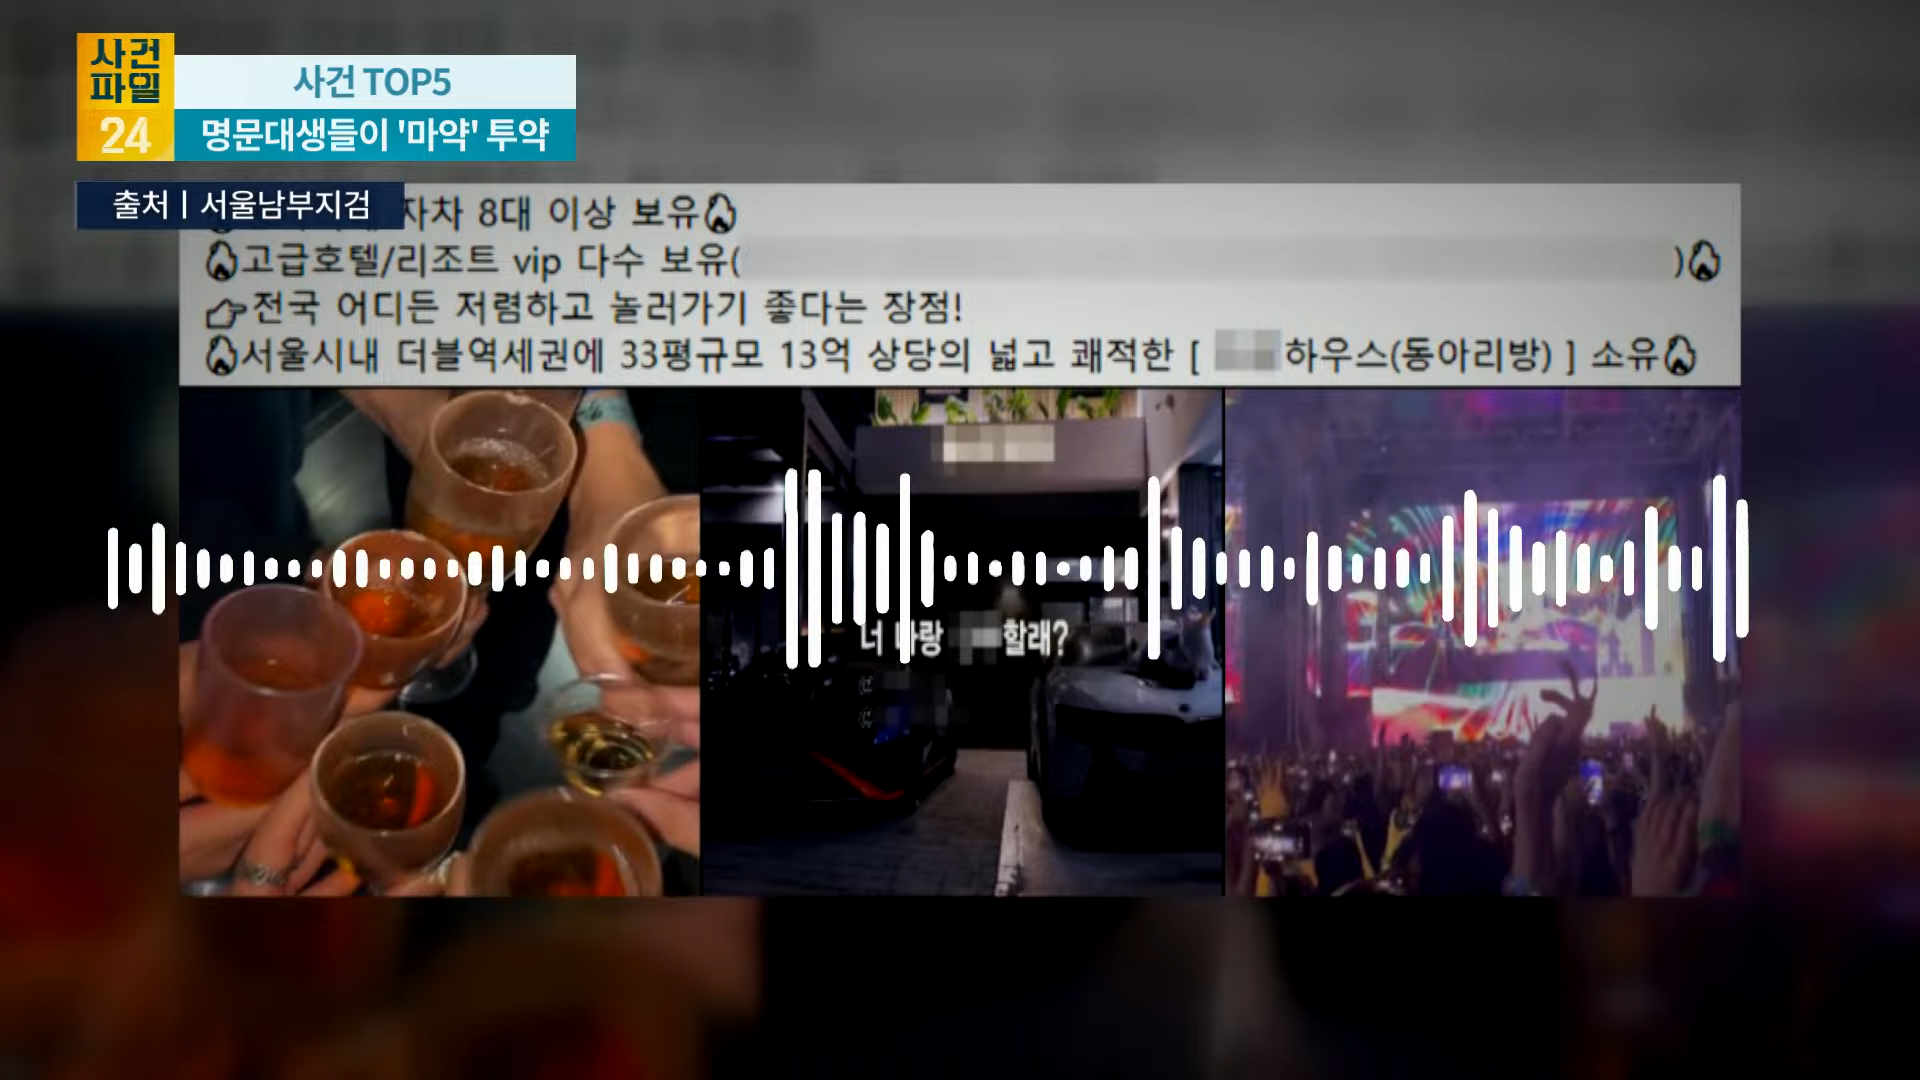 사건
파일
24
사건 TOP5
명문대생들이 '마약' 투약
출처ㅣ서울남부지검
자차 8대 이상 보유🔥
🔥고급호텔/리조트 vip 다수 보유( )🔥
👉전국 어디든 저렴하고 놀러가기 좋다는 장점!
🔥서울시내 더블역세권에 33평규모 13억 상당의 넓고 쾌적한 [ 하우스(동아리방) ] 소유🔥
너 나랑 할래?